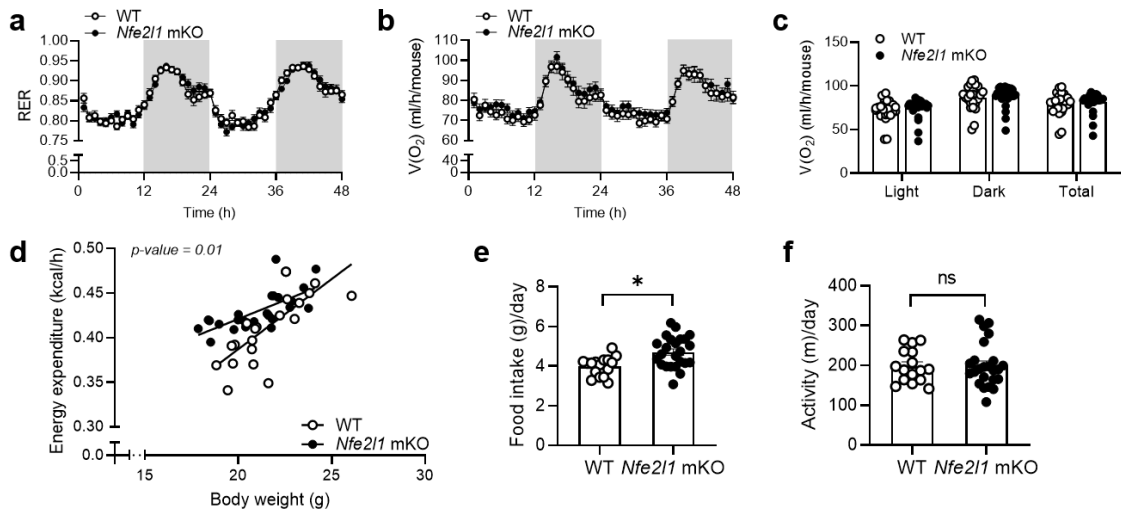 a
WT
Nfe2l1 mKO
RER
1.00
0.95
0.90
0.85
0.80
0.75
0.5
0.0
0 12 24 36 48
Time (h)
b
WT
Nfe2l1 mKO
V(O₂) (ml/h/mouse)
110
100
90
80
70
60
40
0
0 12 24 36 48
Time (h)
c
WT
Nfe2l1 mKO
V(O₂) (ml/h/mouse)
150
100
50
0
Light Dark Total
d
p-value = 0.01
Energy expenditure (kcal/h)
0.50
0.45
0.40
0.35
0.30
0.0
WT
Nfe2l1 mKO
15 20 25 30
Body weight (g)
e
*
Food intake (g)/day
8
6
4
2
0
WT Nfe2l1 mKO
f
ns
Activity (m)/day
400
300
200
100
0
WT Nfe2l1 mKO